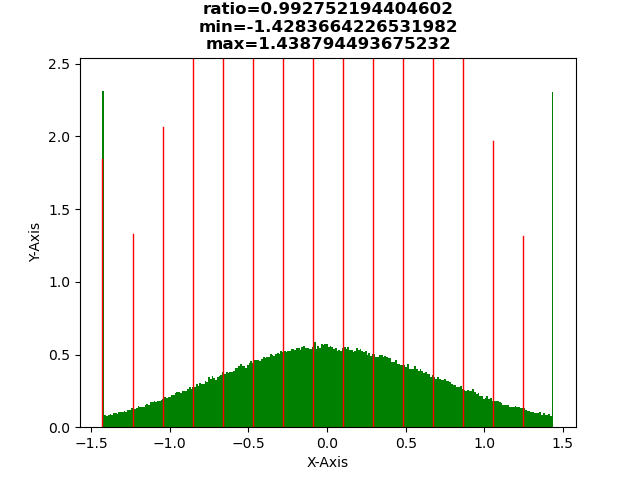 ratio=0.992752194404602
min=-1.4283664226531982
max=1.438794493675232
2.5
2.0
1.5
1.0
0.5
0.0
Y-Axis
−1.5 −1.0 −0.5 0.0 0.5 1.0 1.5
X-Axis